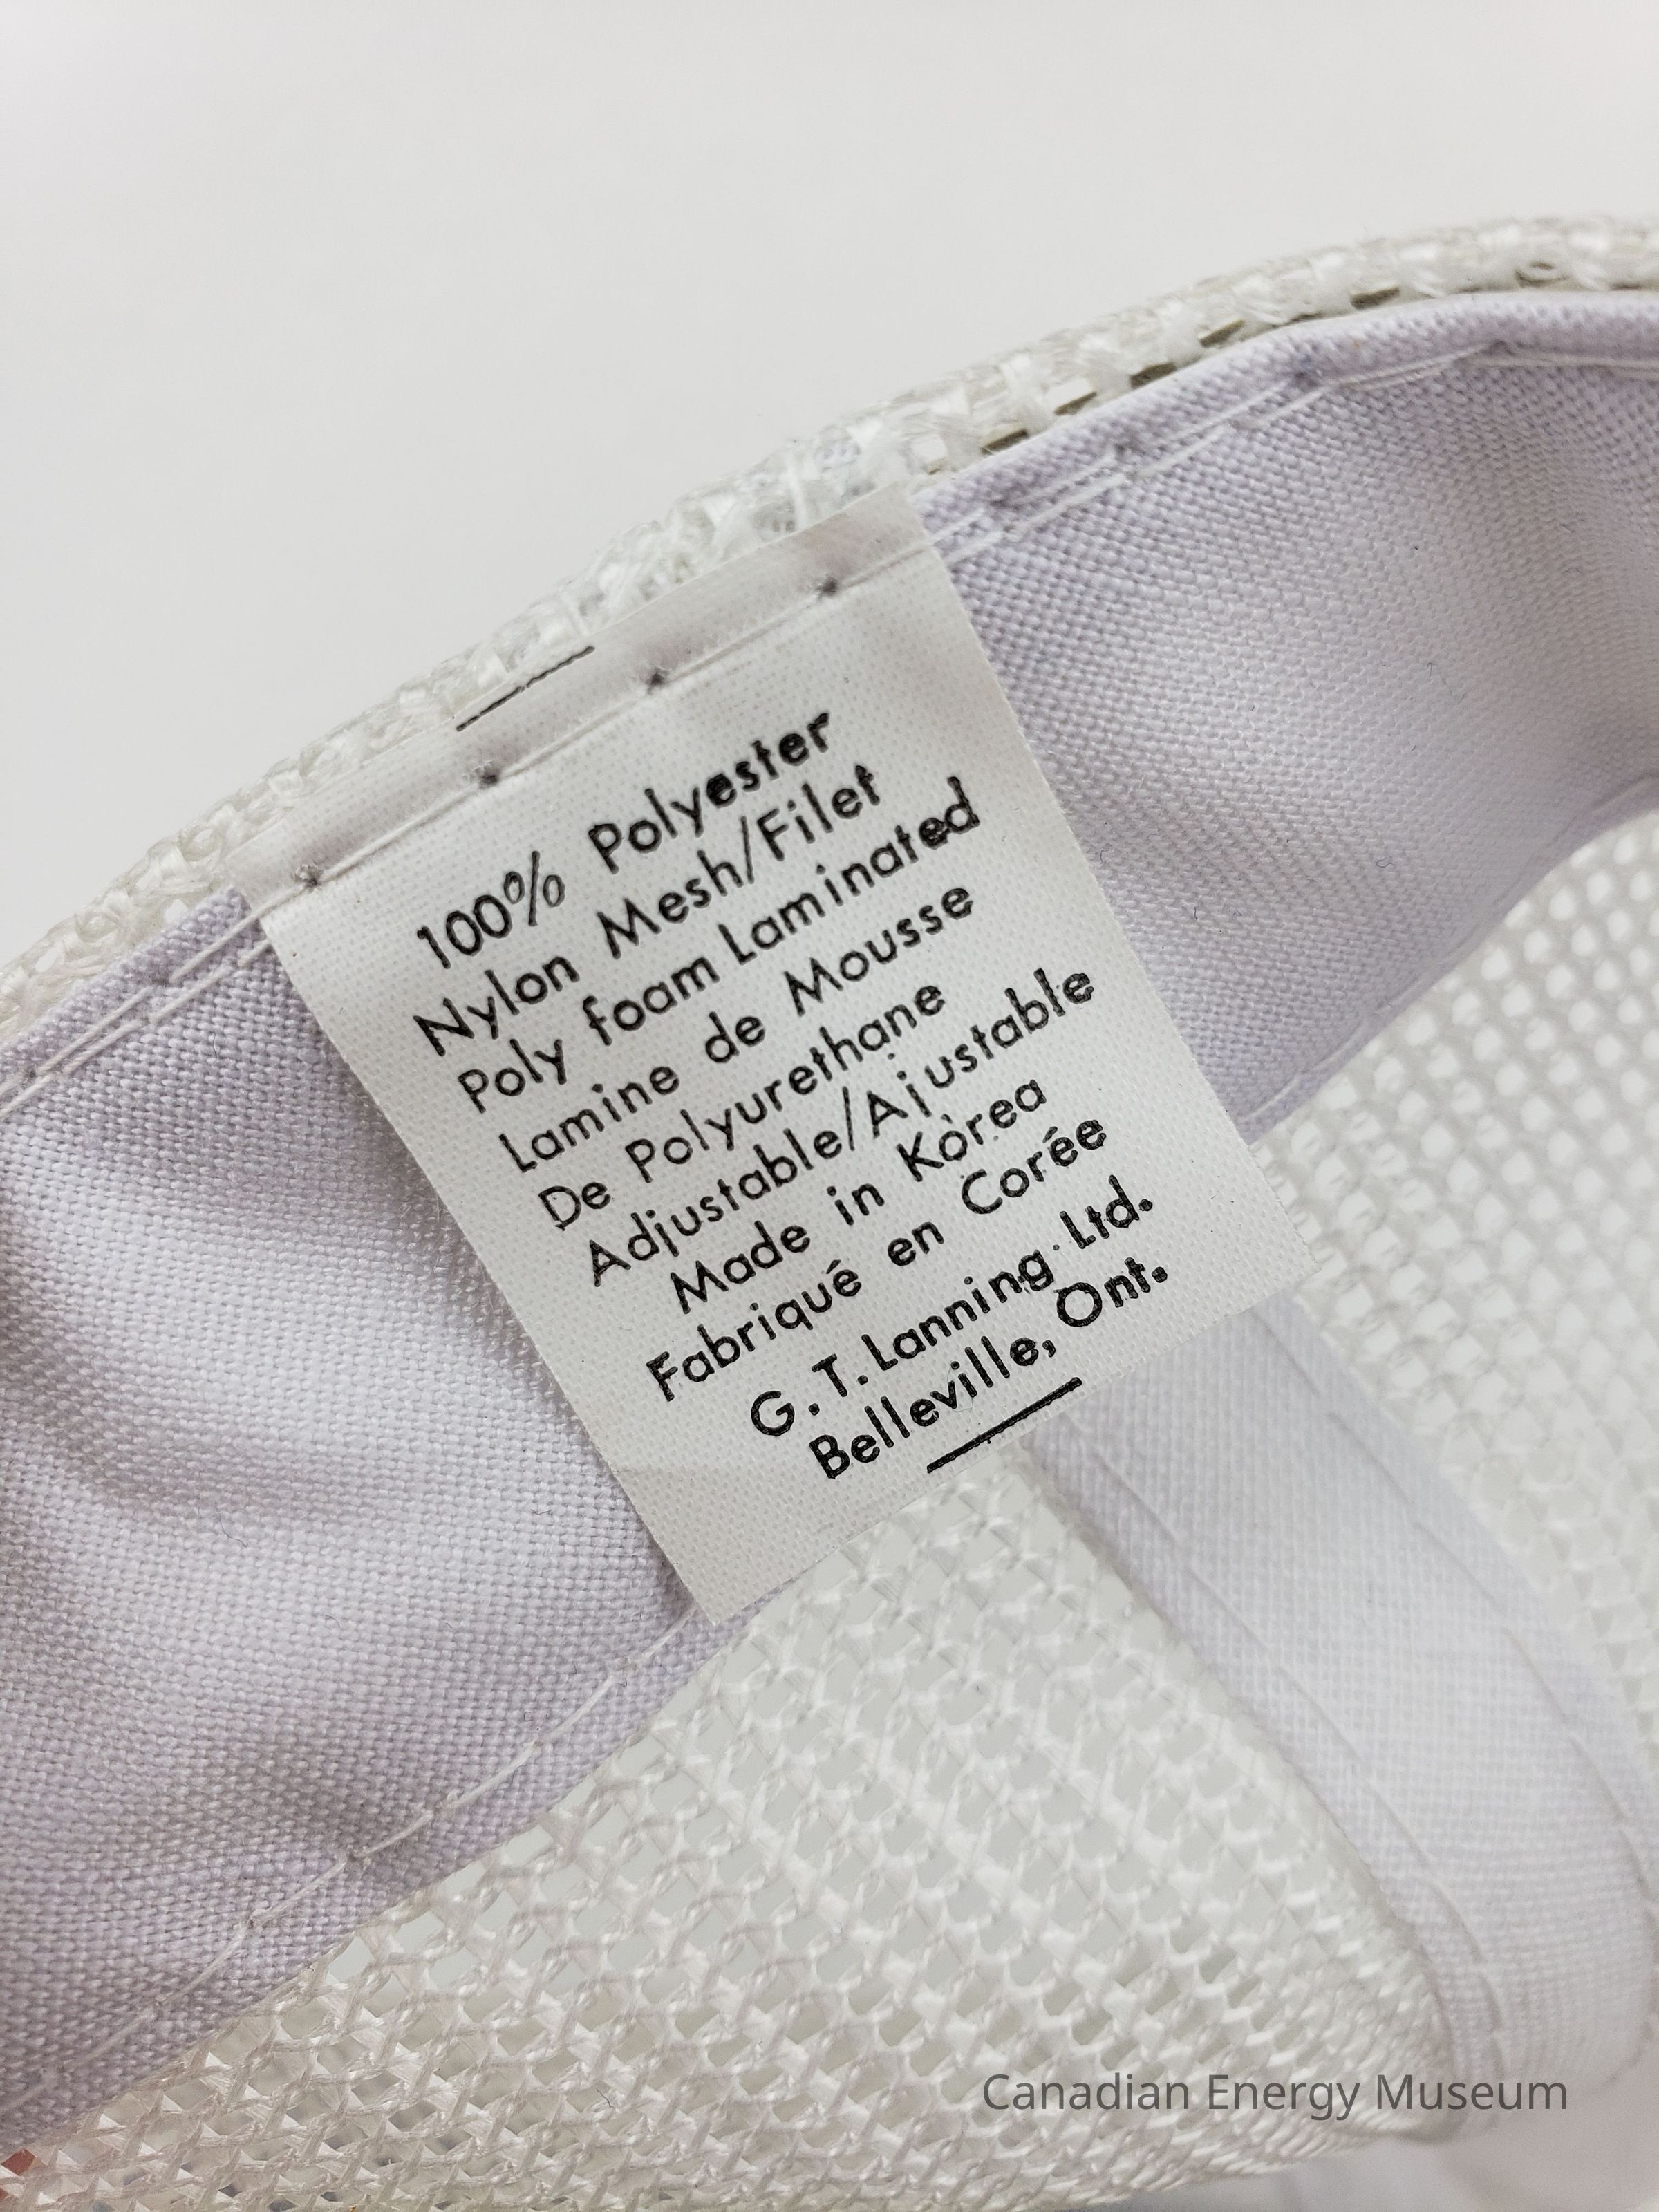 100% Polyester
Nylon Mesh/Filet
Poly foam Laminated
Lamine de Mousse
De Polyurethane
Adjustable/Ajustable
Made in Korea
Fabriqué en Corée
G. T. Lanning Ltd.
Belleville, Ont.
Canadian Energy Museum